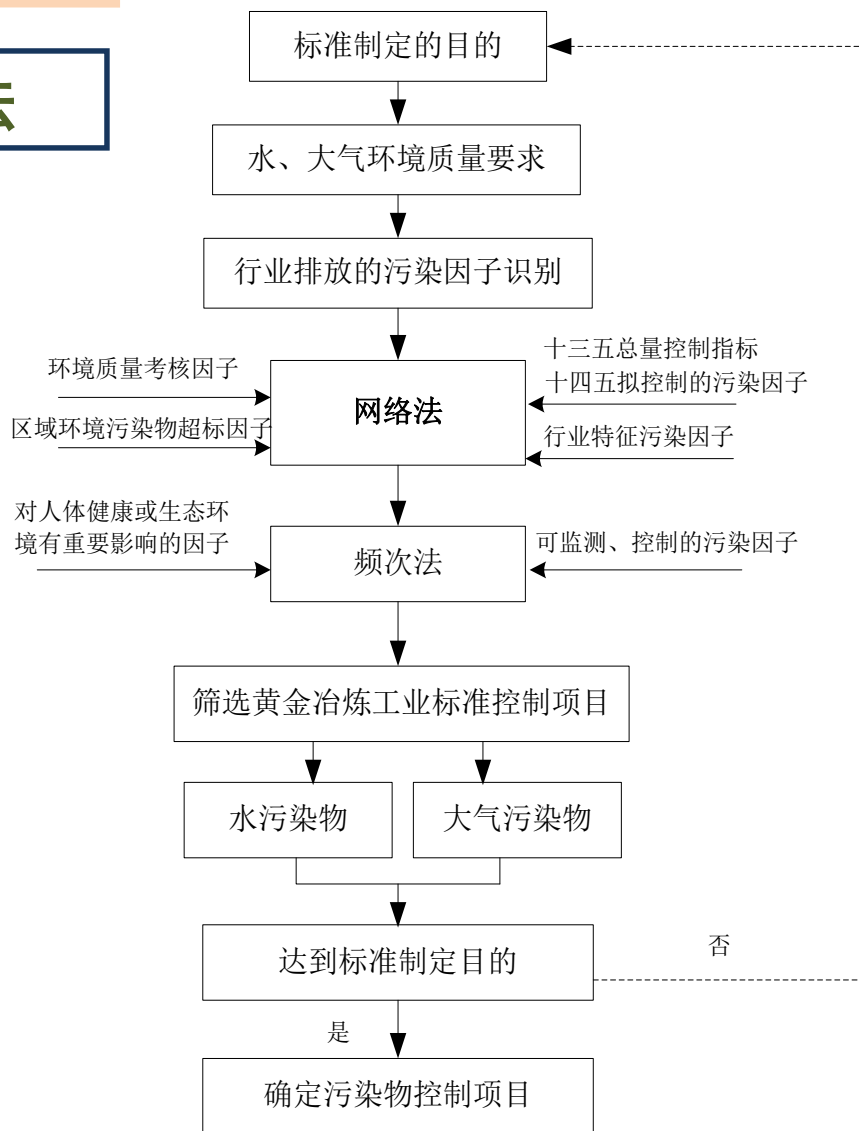 标准制定的目的
法
水、大气环境质量要求
行业排放的污染因子识别
环境质量考核因子
区域环境污染物超标因子
网络法
十三五总量控制指标
十四五拟控制的污染因子
行业特征污染因子
对人体健康或生态环
境有重要影响的因子
频次法
可监测、控制的污染因子
筛选黄金冶炼工业标准控制项目
水污染物
大气污染物
达到标准制定目的
否
是
确定污染物控制项目